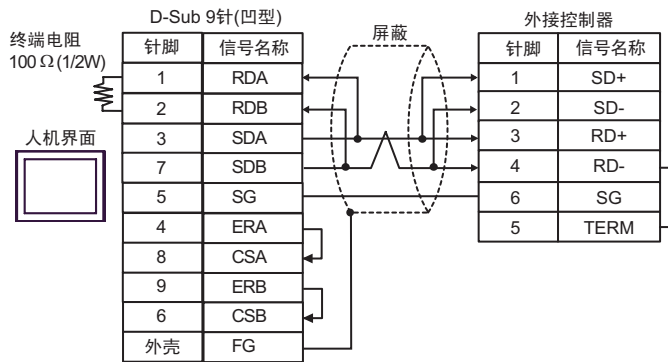 D-Sub 9针(凹型)
终端电阻
100 Ω (1/2W)
人机界面
针脚 信号名称
1 RDA
2 RDB
3 SDA
7 SDB
5 SG
4 ERA
8 CSA
9 ERB
6 CSB
外壳 FG
屏蔽
外接控制器
针脚 信号名称
1 SD+
2 SD-
3 RD+
4 RD-
6 SG
5 TERM